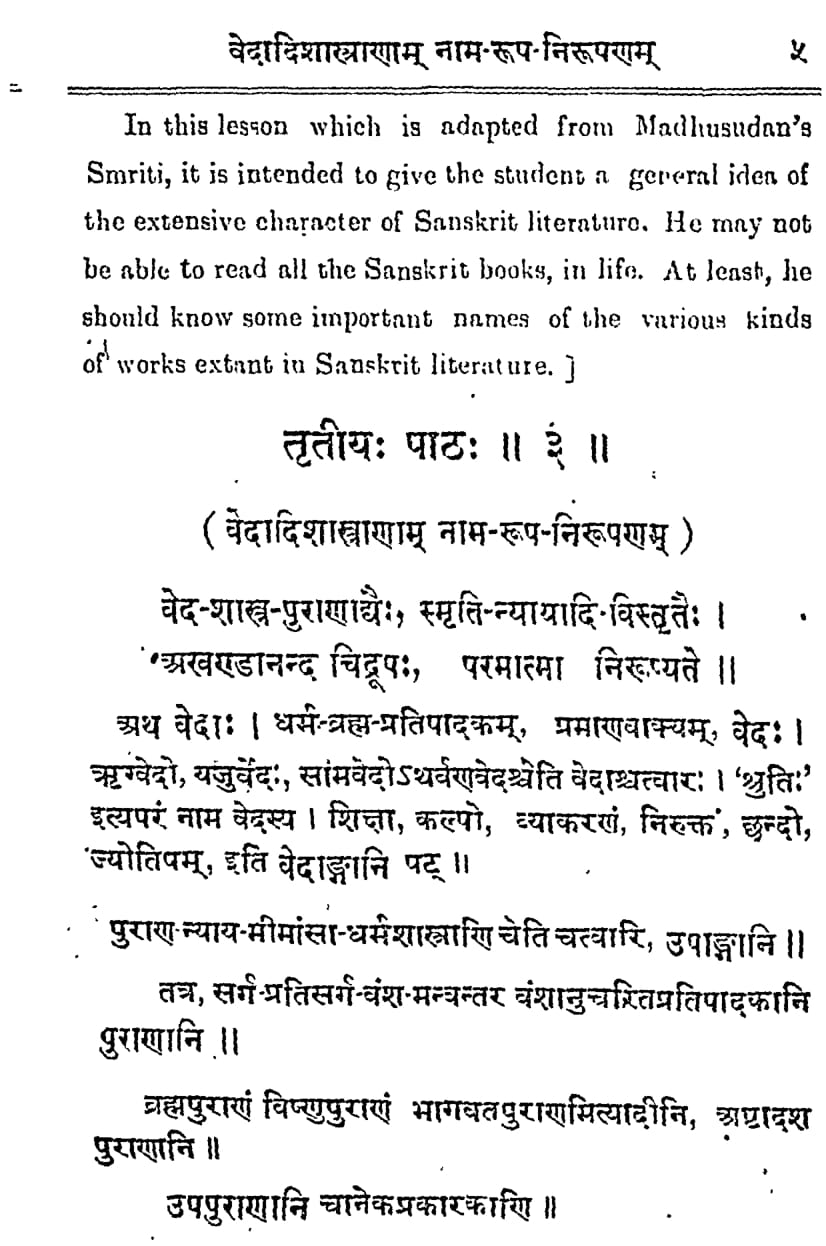 वेदादिशास्त्राणाम् नाम-रूप-निरूपणम् ५
In this lesson which is adapted from Madhusudan's
Smriti, it is intended to give the student a general idea of
the extensive character of Sanskrit literature. He may not
be able to read all the Sanskrit books, in life. At least, he
should know some important names of the various kinds
of works extant in Sanskrit literature. ]
तृतीयः पाठः ॥ ३ ॥
( वेदादिशास्त्राणाम् नाम-रूप-निरूपणम् )
वेद-शास्त्र-पुराणाद्यैः, स्मृति-न्यायादि-विस्तृतैः ।
अखण्डानन्द चिद्रूपः, परमात्मा निरूप्यते ॥
अथ वेदाः । धर्म-ब्रह्म-प्रतिपादकम्, प्रमाणवाक्यम्, वेदः ।
ऋग्वेदो, यजुर्वेदः, सामवेदोऽथर्वणवेदश्चेति वेदाश्चत्वारः । 'श्रुतिः'
इत्यपरं नाम वेदस्य । शिक्षा, कल्पो, व्याकरणं, निरुक्तं, छन्दो,
ज्योतिषम्, इति वेदाङ्गानि षट् ॥
पुराण-न्याय-मीमांसा-धर्मशास्त्राणि चेति चत्वारि, उपाङ्गानि ॥
तत्र, सर्ग-प्रतिसर्ग-वंश-मन्वन्तर वंशानुचरितप्रतिपादकानि
पुराणानि ॥
ब्रह्मपुराणं विष्णुपुराणं भागवतपुराणमित्यादीनि, अष्टादश
पुराणानि ॥
उपपुराणानि चानेकप्रकारकाणि ॥